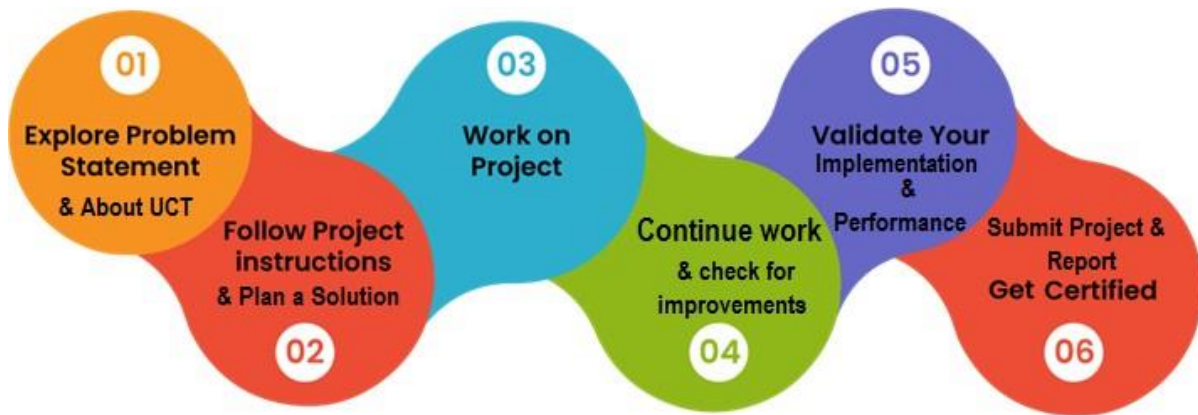 01
Explore Problem
Statement
& About UCT
Follow Project
instructions
& Plan a Solution
02
03
Work on
Project
Continue work
& check for
improvements
04
05
Validate Your
Implementation
&
Performance
Submit Project &
Report
Get Certified
06